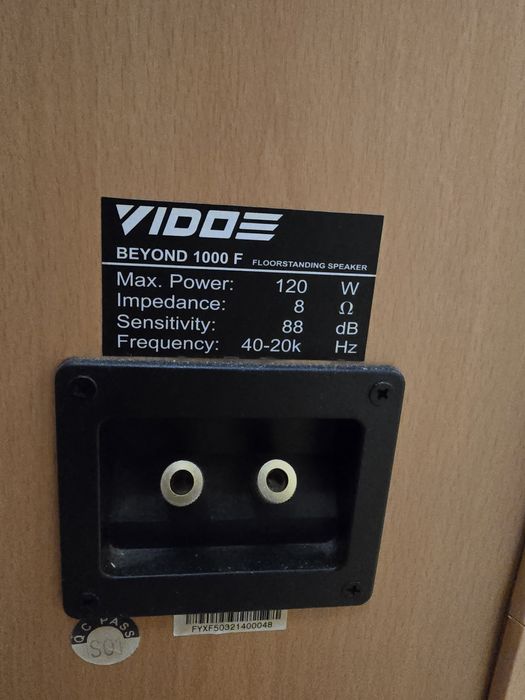 VIDOE
BEYOND 1000 F FLOORSTANDING SPEAKER
Max. Power: 120 W
Impedance: 8 Ω
Sensitivity: 88 dB
Frequency: 40-20k Hz
QC PASS
FYXF50321400048